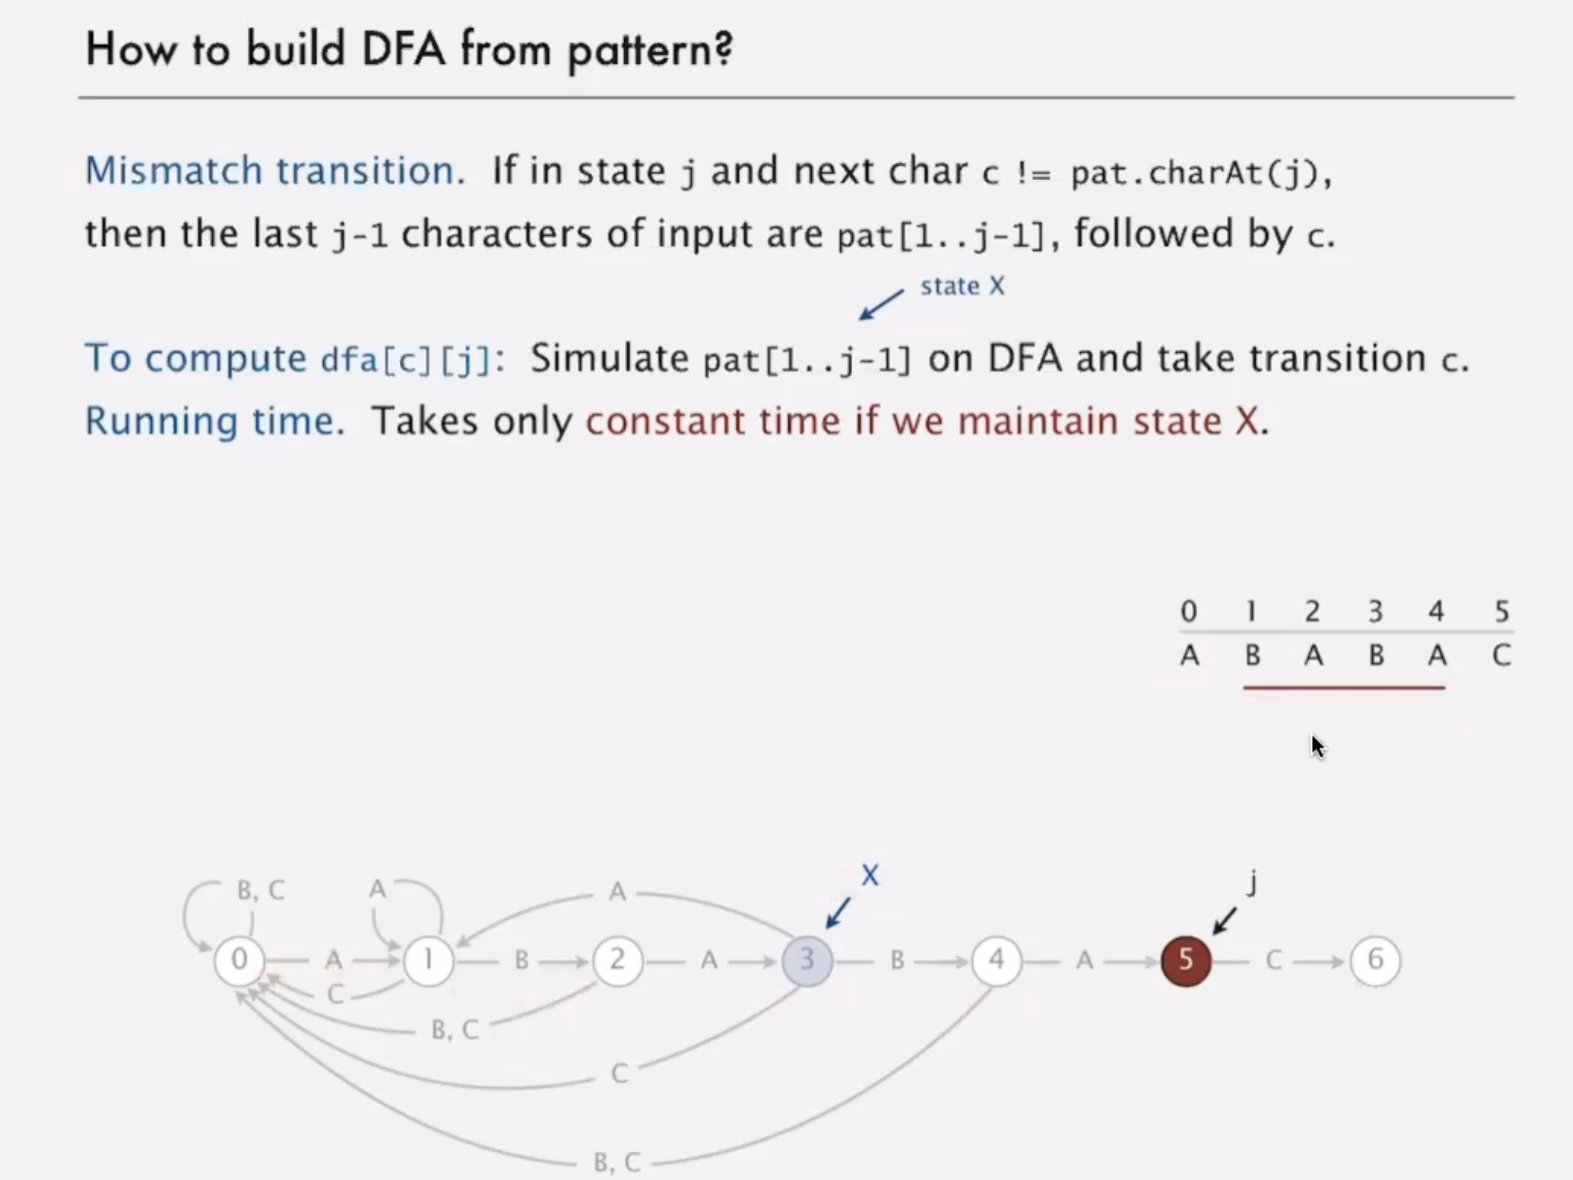 How to build DFA from pattern?
Mismatch transition. If in state j and next char c != pat.charAt(j),
then the last j-1 characters of input are pat[1..j-1], followed by c.
state X
To compute dfa[c][j]: Simulate pat[1..j-1] on DFA and take transition c.
Running time. Takes only constant time if we maintain state X.
0 1 2 3 4 5
A B A B A C
X
j
B, C A A
0 A 1 B 2 A 3 B 4 A 5 C 6
C
B, C
C
B, C